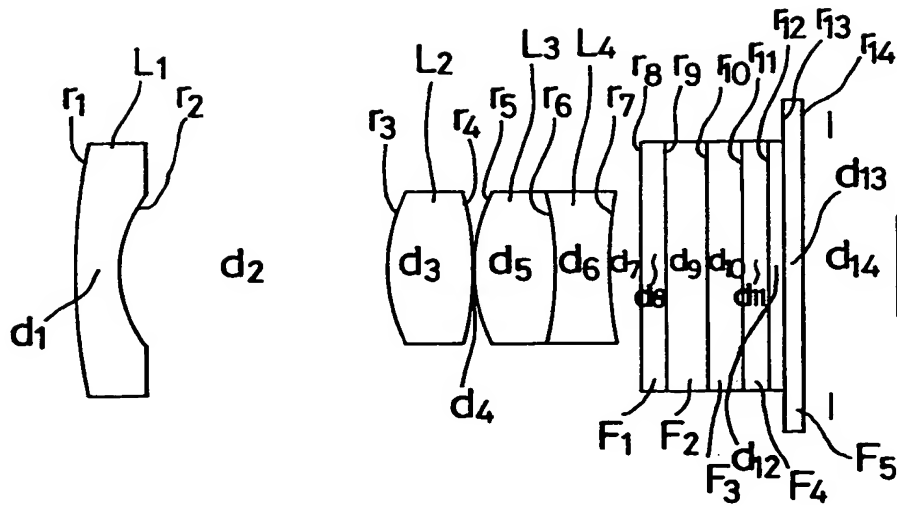 r12 r13
L1 L2 L3 L4 r8 r9 r10 r11 r14
r1 r2 r3 r4 r5 r6 r7 l
d13
d2 d3 d5 d6 d7 d8 d9 d10 d11 d14
d1
d4 l
F1 F2 F3 d12 F4 F5